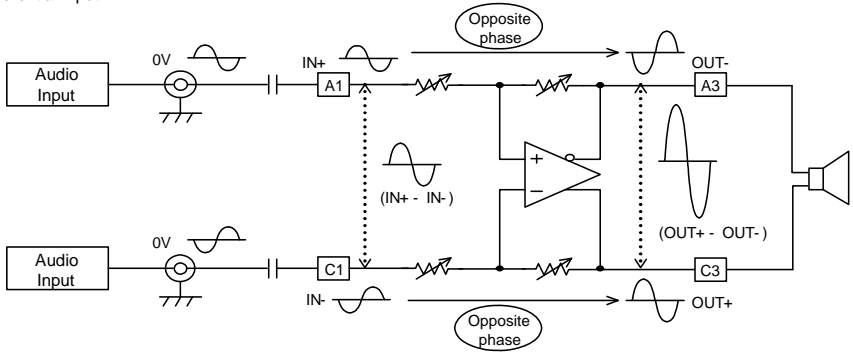 Opposite
phase
0V
IN+
OUT-
Audio
Input
A1
A3
+
−
(IN+ - IN-)
(OUT+ - OUT-)
0V
Audio
Input
C1
C3
IN-
OUT+
Opposite
phase